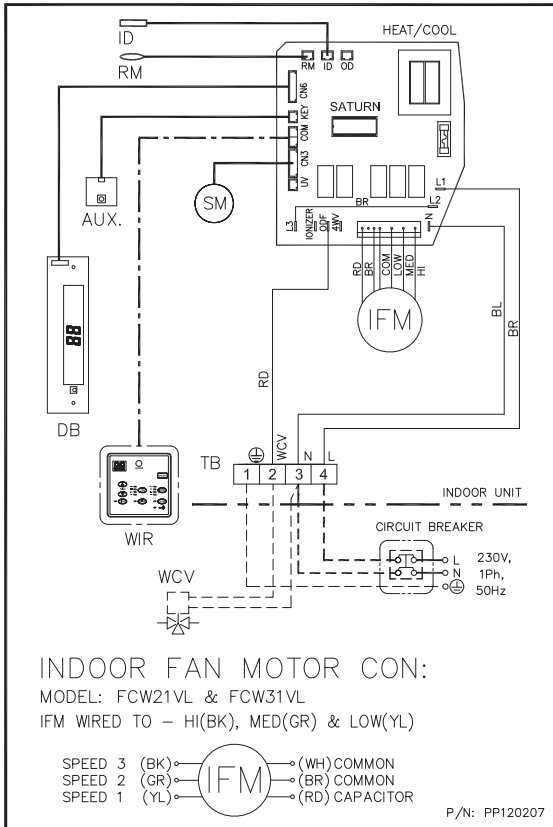 ID
HEAT/COOL
RM
RM ID OD
CN6
KEY
SATURN
COM
CN3
SM
UV
AUX.
L1
BR
L2
L3
IONIZER
ODF
4WV
N
RD
BR
COM
LOW
MED
HI
IFM
BL
BR
RD
88
DB
WCV
TB
N L
1 2 3 4
INDOOR UNIT
WIR
CIRCUIT BREAKER
WCV
L
N
230V,
1Ph,
50Hz
INDOOR FAN MOTOR CON:
MODEL: FCW21VL & FCW31VL
IFM WIRED TO – HI(BK), MED(GR) & LOW(YL)
SPEED 3 (BK) (WH) COMMON
SPEED 2 (GR) IFM (BR) COMMON
SPEED 1 (YL) (RD) CAPACITOR
P/N: PP120207